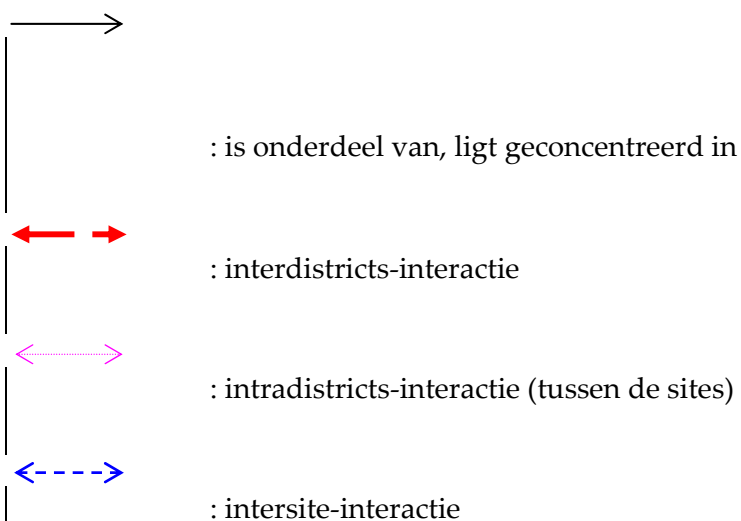 : is onderdeel van, ligt geconcentreerd in
: interdistricts-interactie
: intradistricts-interactie (tussen de sites)
: intersite-interactie